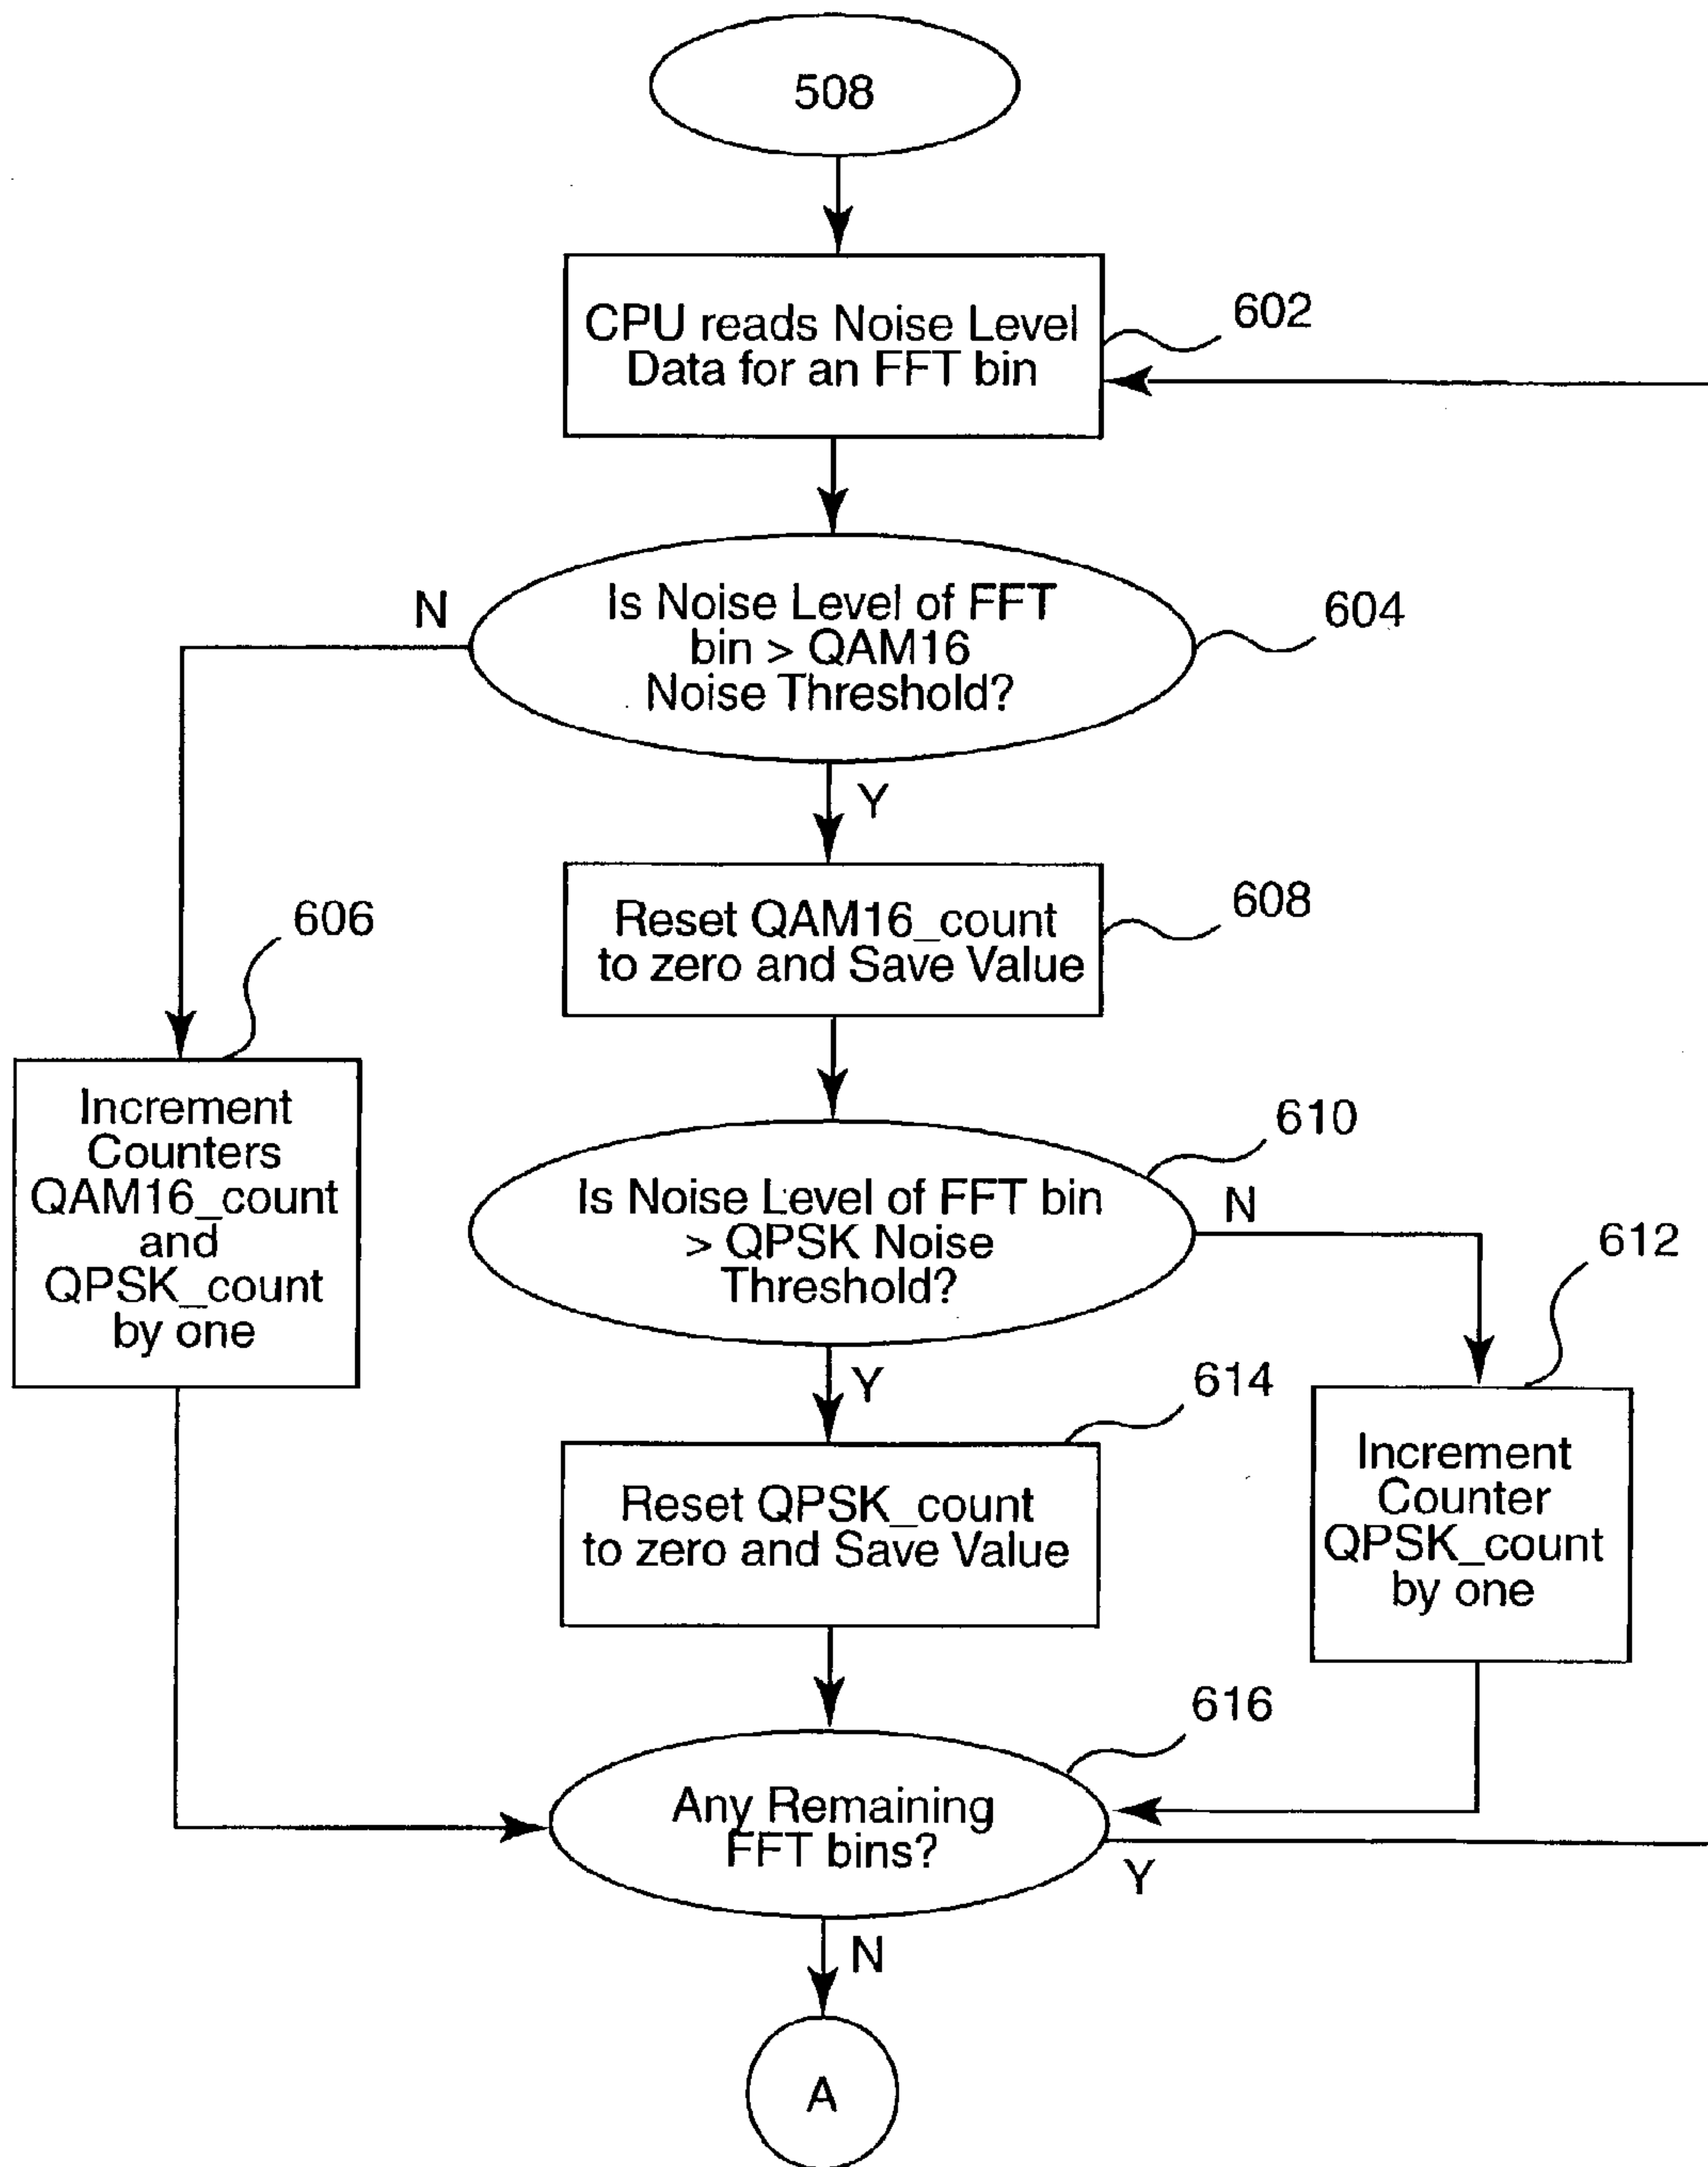 508
CPU reads Noise Level
Data for an FFT bin
602
Is Noise Level of FFT
bin > QAM16
Noise Threshold?
604
N
Y
Reset QAM16_count
to zero and Save Value
608
606
Increment
Counters
QAM16_count
and
QPSK_count
by one
Is Noise Level of FFT bin
> QPSK Noise
Threshold?
610
N
Y
612
Increment
Counter
QPSK_count
by one
614
Reset QPSK_count
to zero and Save Value
616
Any Remaining
FFT bins?
Y
N
A